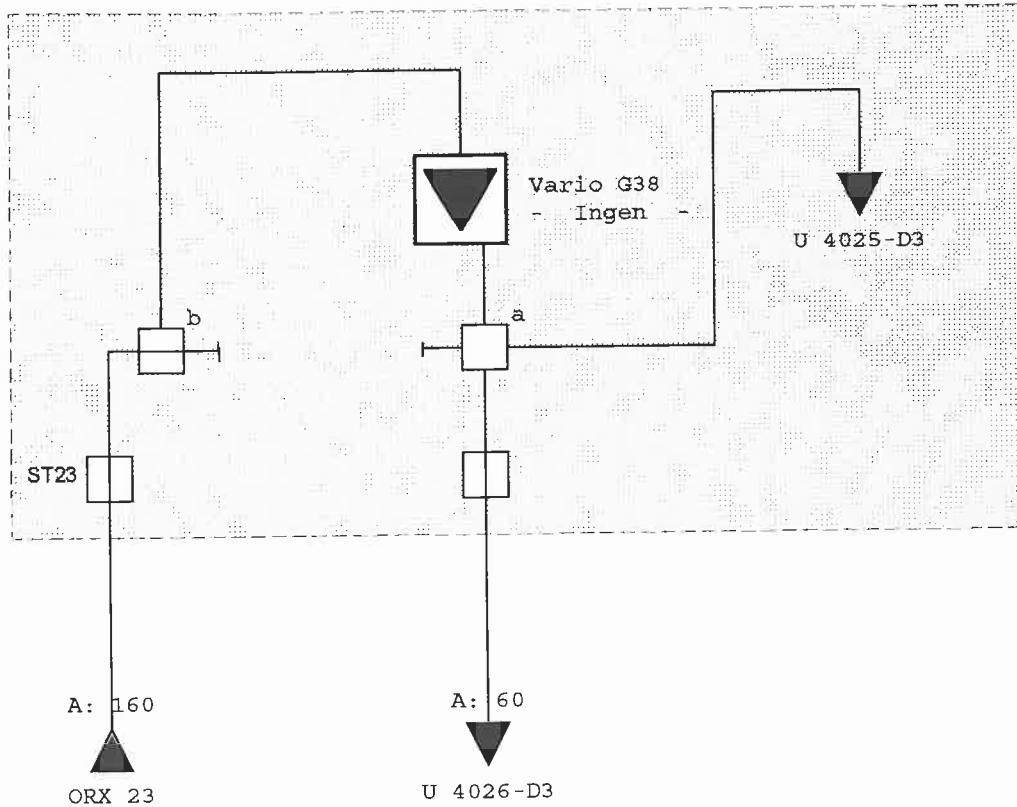 Vario G38
- Ingen -
U 4025-D3
b
a
ST23
A: 160
A: 60
ORX 23
U 4026-D3